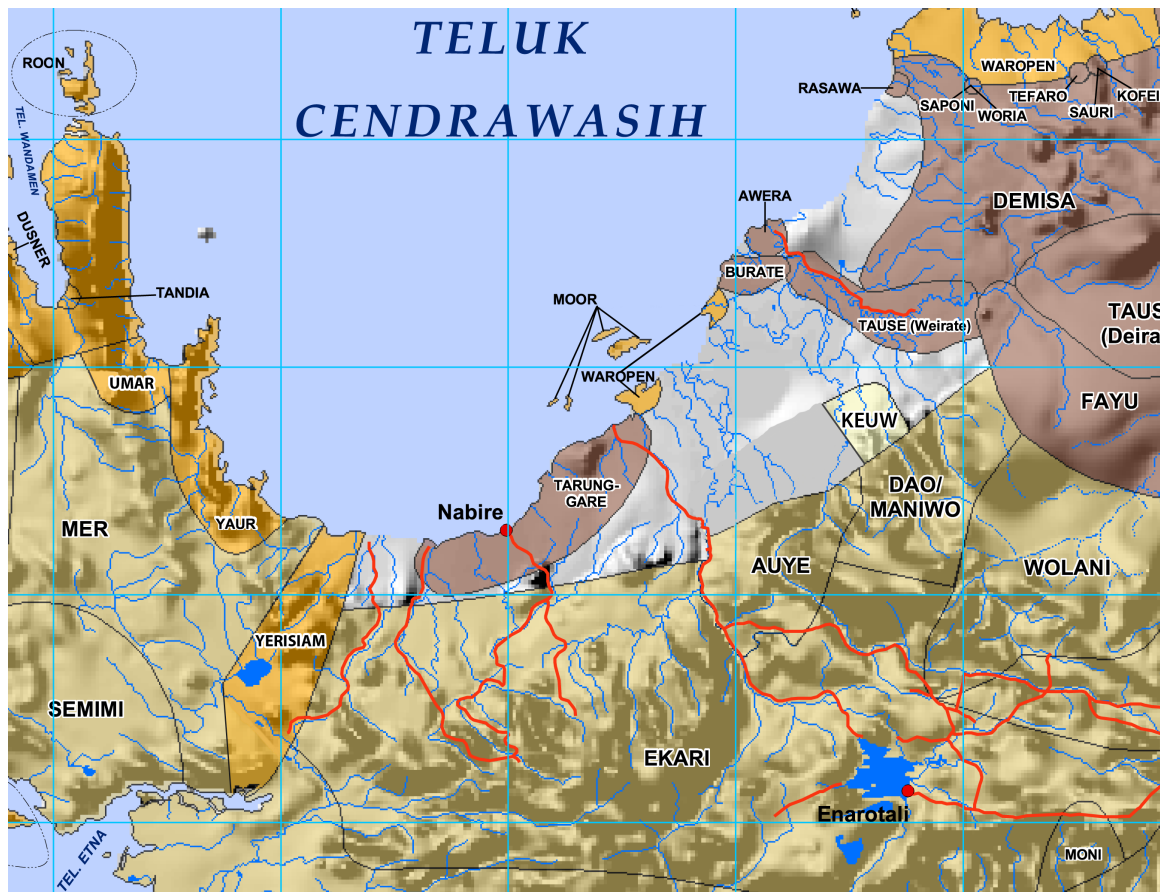 TELUK
CENDRAWASIH
ROON
TEL. WANDAMEN
DUSNER
TANDIA
UMAR
MER
YAUR
YERISIAM
SEMIMI
TEL. ETNA
Nabire
TARUNG-
GARE
MOOR
WAROPEN
BURATE
AWERA
RASAWA
WAROPEN
SAPONI
WORIA
TEFARO
SAURI
KOFEI
DEMISA
TAUSE (Weirate)
TAUS
(Deira
FAYU
KEUW
DAO/
MANIWO
AUYE
WOLANI
EKARI
Enarotali
MONI